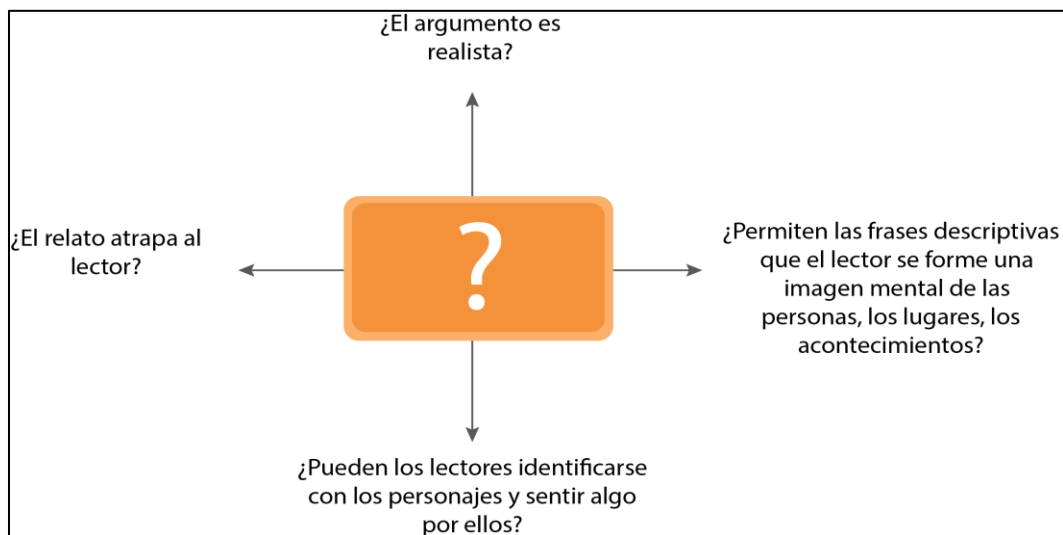 ¿El argumento es
realista?
¿El relato atrapa al
lector?
?
¿Permiten las frases descriptivas
que el lector se forme una
imagen mental de las
personas, los lugares, los
acontecimientos?
¿Pueden los lectores identificarse
con los personajes y sentir algo
por ellos?